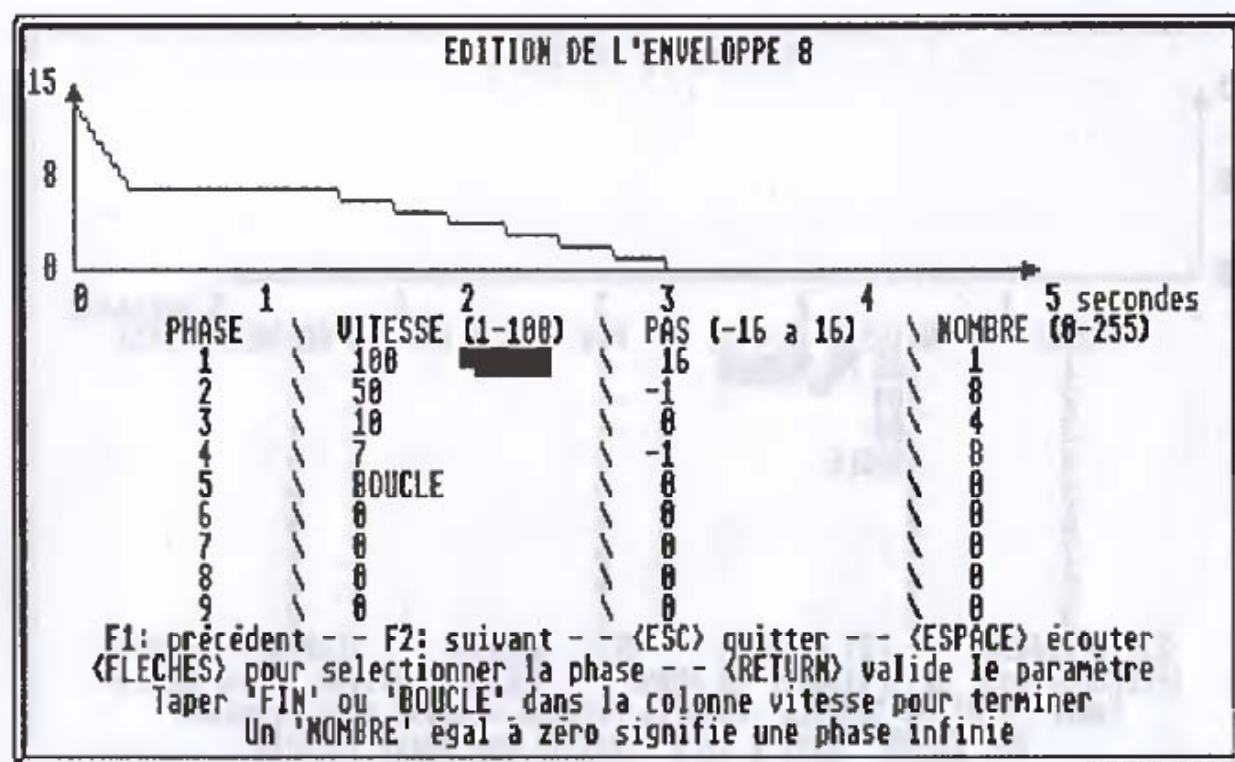 EDITION DE L'ENVELOPPE 8
15
8
0
0 1 2 3 4 5 secondes
PHASE \ VITESSE (1-100) \ PAS (-16 a 16) \ NOMBRE (0-255)
1 \ 100 \ 16 \ 1
2 \ 50 \ -1 \ 8
3 \ 10 \ 0 \ 4
4 \ 7 \ -1 \ 8
5 \ BOUCLE \ 0 \ 0
6 \ 0 \ 0 \ 0
7 \ 0 \ 0 \ 0
8 \ 0 \ 0 \ 0
9 \ 0 \ 0 \ 0
F1: précédent -- F2: suivant -- <ESC> quitter -- <ESPACE> écouter
<FLECHES> pour selectionner la phase -- <RETURN> valide le paramètre
Taper 'FIN' ou 'BOUCLE' dans la colonne vitesse pour terminer
Un 'NOMBRE' égal à zéro signifie une phase infinie